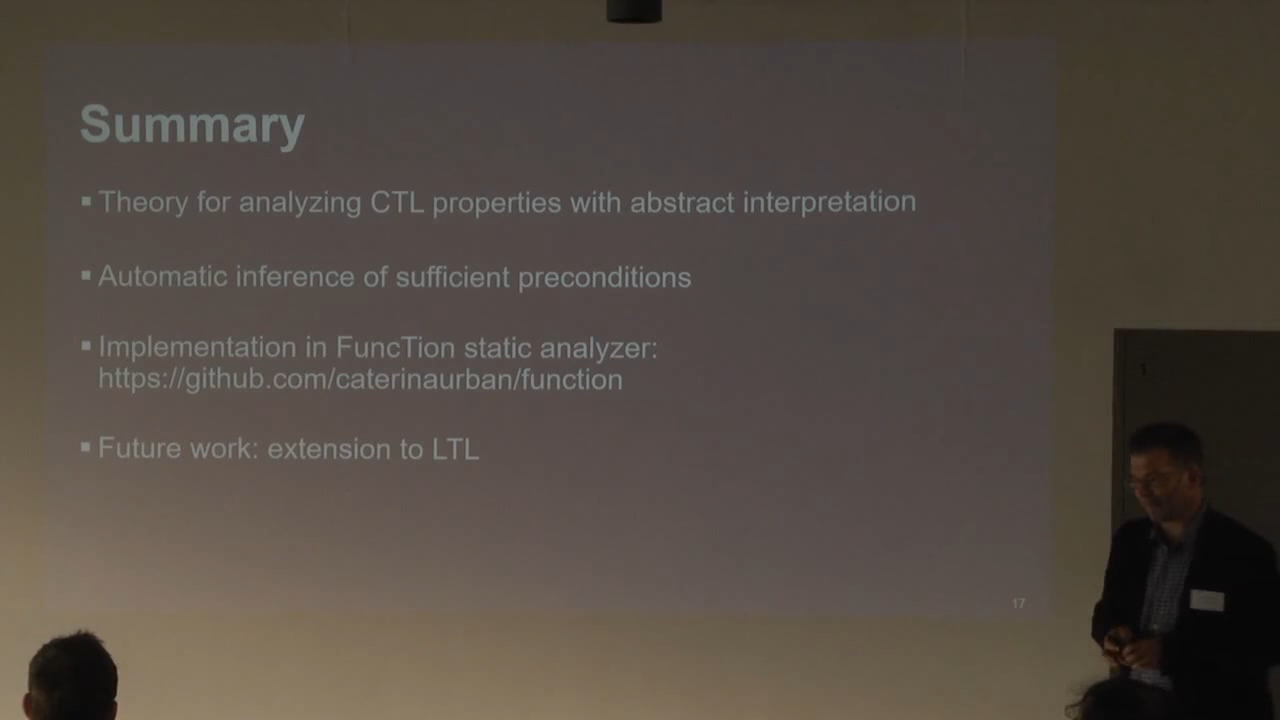 Summary
▪ Theory for analyzing CTL properties with abstract interpretation
▪ Automatic inference of sufficient preconditions
▪ Implementation in FuncTion static analyzer:
https://github.com/caterinaurban/function
▪ Future work: extension to LTL
17